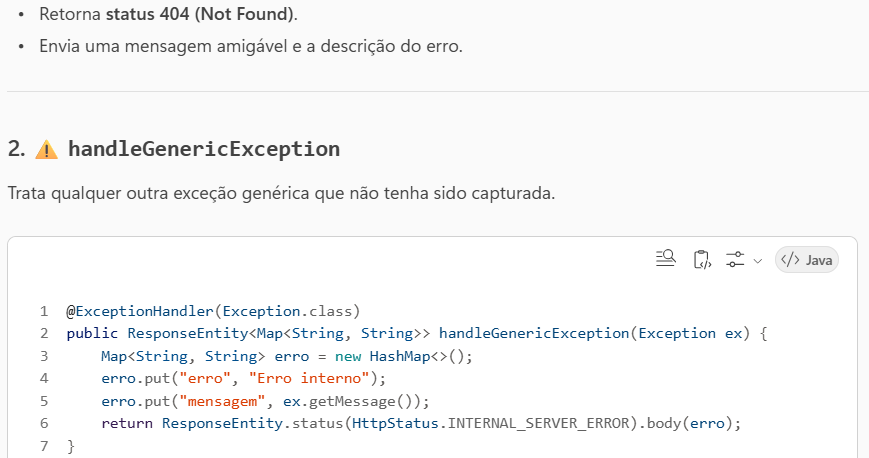 • Retorna status 404 (Not Found).
• Envia uma mensagem amigável e a descrição do erro.
2. ⚠️ handleGenericException
Trata qualquer outra exceção genérica que não tenha sido capturada.
</> Java
1 @ExceptionHandler(Exception.class)
2 public ResponseEntity<Map<String, String>> handleGenericException(Exception ex) {
3     Map<String, String> erro = new HashMap<>();
4     erro.put("erro", "Erro interno");
5     erro.put("mensagem", ex.getMessage());
6     return ResponseEntity.status(HttpStatus.INTERNAL_SERVER_ERROR).body(erro);
7 }